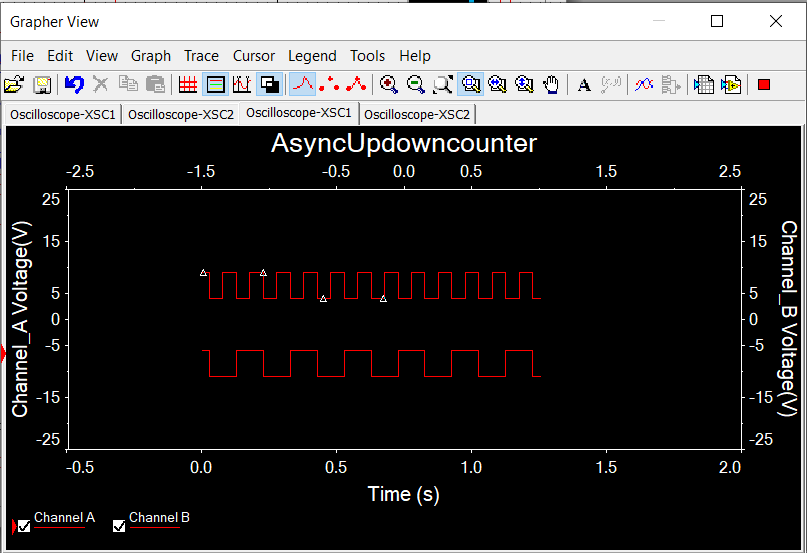 Grapher View
File Edit View Graph Trace Cursor Legend Tools Help
A
Oscilloscope-XSC1 Oscilloscope-XSC2 Oscilloscope-XSC1 Oscilloscope-XSC2
AsyncUpdowncounter
-2.5 -1.5 -0.5 0.0 0.5 1.5 2.5
Channel_A Voltage(V)
25
15
5
0
-5
-15
-25
25
15
5
0
-5
-15
-25
Channel_B Voltage(V)
-0.5 0.0 0.5 1.0 1.5 2.0
Time (s)
Channel A Channel B